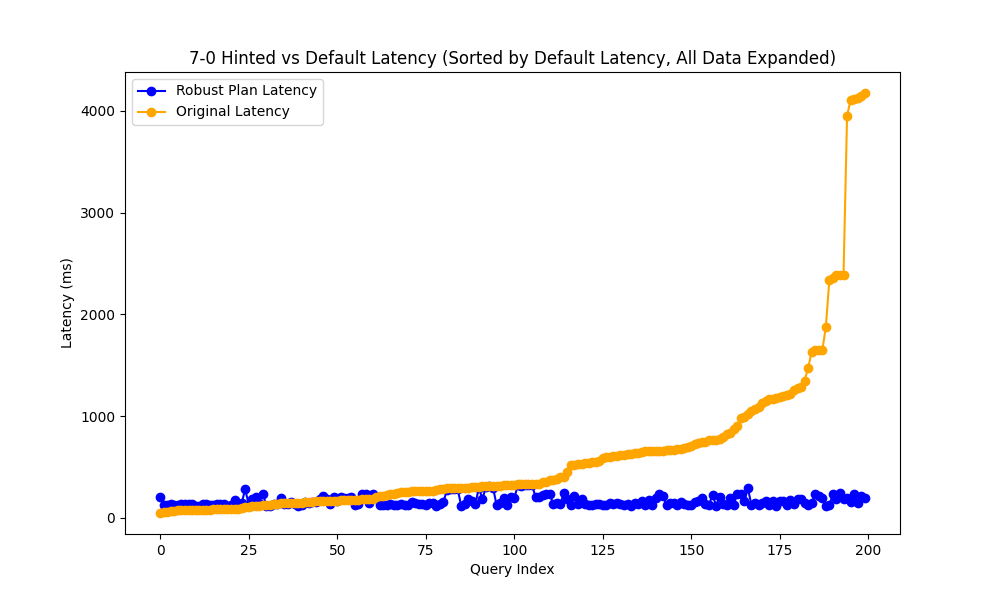 7-0 Hinted vs Default Latency (Sorted by Default Latency, All Data Expanded)
Robust Plan Latency
Original Latency
Latency (ms)
4000
3000
2000
1000
0
0 25 50 75 100 125 150 175 200
Query Index